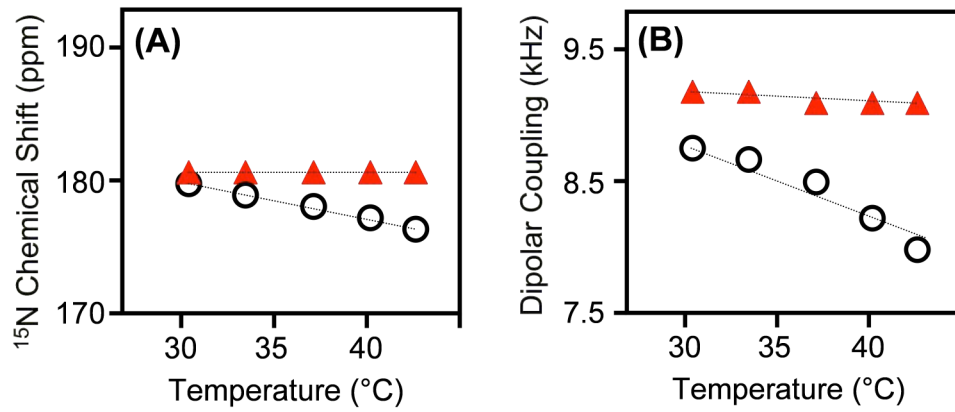 (A)
¹⁵N Chemical Shift (ppm)
190
180
170
30 35 40
Temperature (°C)
(B)
Dipolar Coupling (kHz)
9.5
8.5
7.5
30 35 40
Temperature (°C)